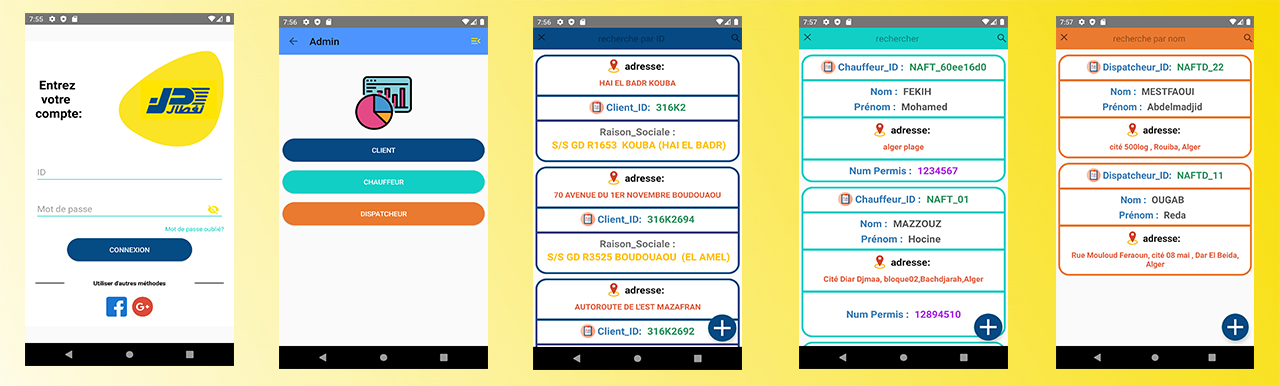 7:55
Entrez
votre
compte:
نفطال
ID
Mot de passe
Mot de passe oublié?
CONNEXION
Utiliser d'autres méthodes
f
G+
7:56
Admin
CLIENT
CHAUFFEUR
DISPATCHEUR
7:56
recherche par ID
adresse:
HAI EL BADR KOUBA
Client_ID: 316K2
Raison_Sociale :
S/S GD R1653 KOUBA (HAI EL BADR)
adresse:
70 AVENUE DU 1ER NOVEMBRE BOUDOUAOU
Client_ID: 316K2694
Raison_Sociale :
S/S GD R3525 BOUDOUAOU (EL AMEL)
adresse:
AUTOROUTE DE L'EST MAZAFRAN
Client_ID: 316K2692
7:57
rechercher
Chauffeur_ID : NAFT_60ee16d0
Nom : FEKIH
Prénom : Mohamed
adresse:
alger plage
Num Permis : 1234567
Chauffeur_ID : NAFT_01
Nom : MAZZOUZ
Prénom : Hocine
adresse:
Cité Diar Djmaa, bloque02,Bachdjarah,Alger
Num Permis : 12894510
7:57
recherche par nom
Dispatcheur_ID: NAFTD_22
Nom : MESTFAOUI
Prénom : Abdelmadjid
adresse:
cité 500log , Rouiba, Alger
Dispatcheur_ID: NAFTD_11
Nom : OUGAB
Prénom : Reda
adresse:
Rue Mouloud Feraoun, cité 08 mai , Dar El Beida,
Alger